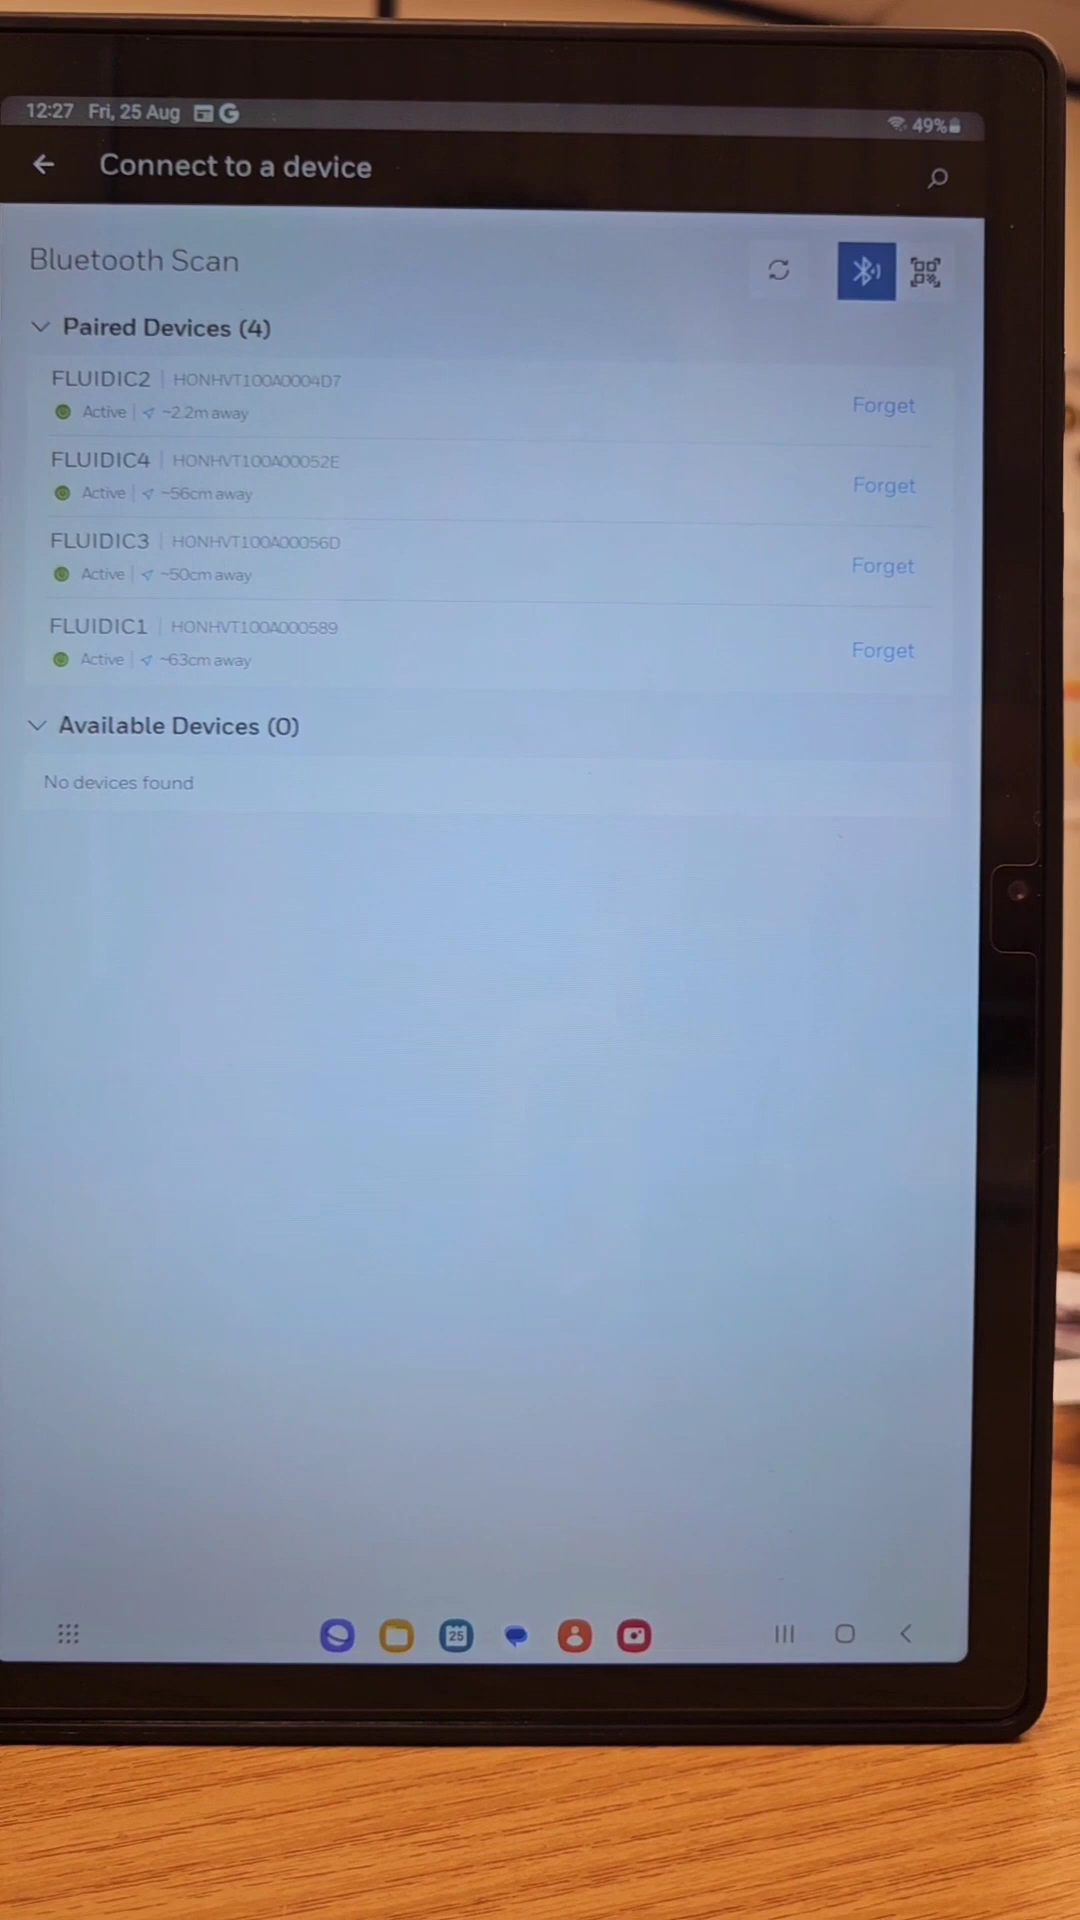 12:27 Fri, 25 Aug 49%
Connect to a device
Bluetooth Scan
Paired Devices (4)
FLUIDIC2 | HONHVT100A0004D7
Active | ~2.2m away
Forget
FLUIDIC4 | HONHVT100A00052E
Active | ~56cm away
Forget
FLUIDIC3 | HONHVT100A00056D
Active | ~50cm away
Forget
FLUIDIC1 | HONHVT100A000589
Active | ~63cm away
Forget
Available Devices (0)
No devices found
25